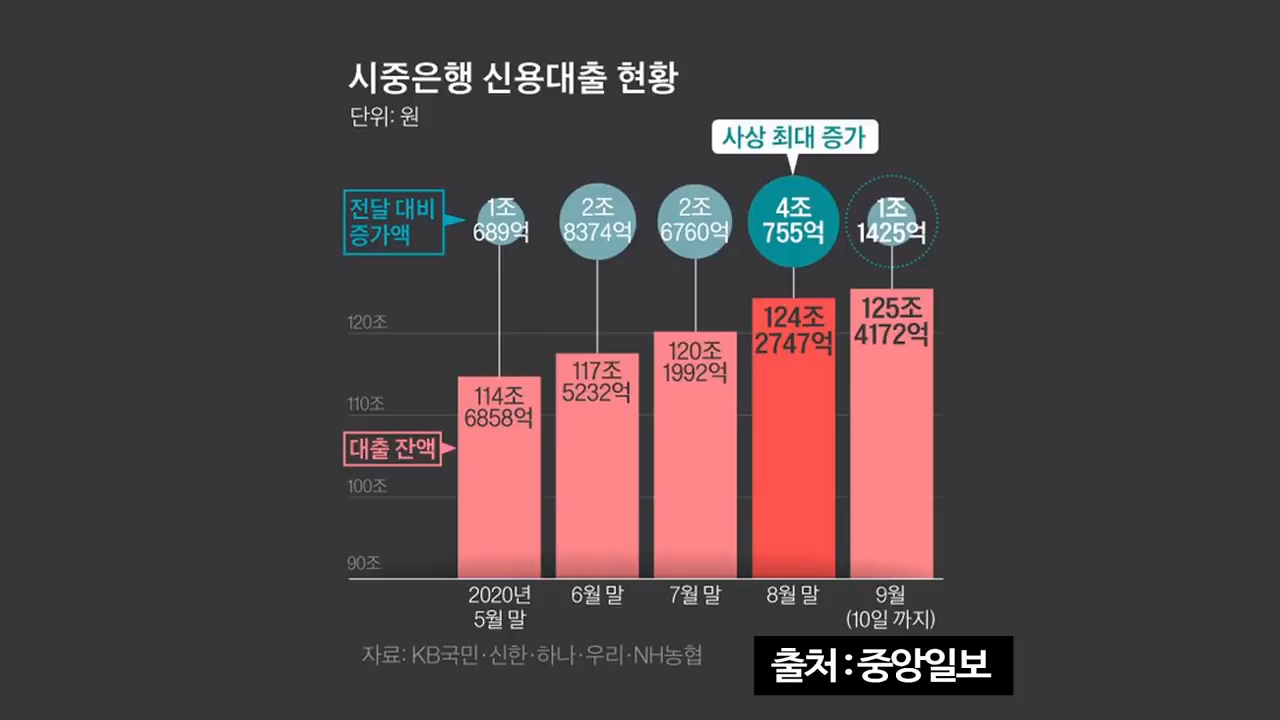 시중은행 신용대출 현황
단위: 원
사상 최대 증가
전달 대비
증가액
1조
689억
2조
8374억
2조
6760억
4조
755억
1조
1425억
120조
110조
100조
90조
대출 잔액
114조
6858억
117조
5232억
120조
1992억
124조
2747억
125조
4172억
2020년
5월 말
6월 말
7월 말
8월 말
9월
(10일 까지)
자료: KB국민·신한·하나·우리·NH농협
출처 : 중앙일보